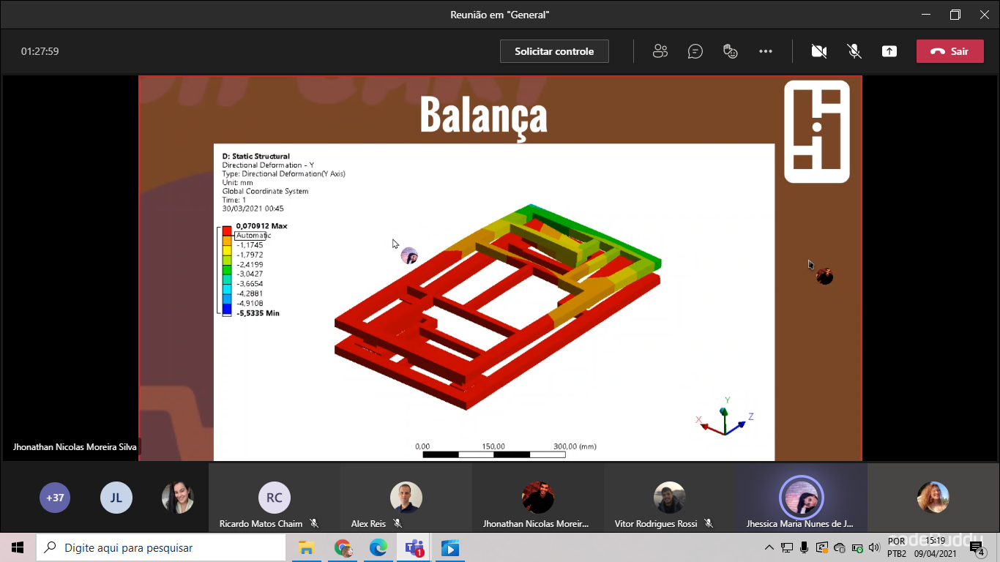 Reunião em "General"
01:27:59
Solicitar controle
Sair
Balança
D: Static Structural
Directional Deformation - Y
Type: Directional Deformation(Y Axis)
Unit: mm
Global Coordinate System
Time: 1
30/03/2021 00:45
0,070912 Max
Automatic
-1,1745
-1,7972
-2,4199
-3,0427
-3,6654
-4,2881
-4,9108
-5,5335 Min
Y
X
Z
0,00
150,00
300,00 (mm)
Jhonathan Nicolas Moreira Silva
+37
JL
RC
Ricardo Matos Chaim
Alex Reis
Jhonathan Nicolas Moreir...
Vitor Rodrigues Rossi
Jhessica Maria Nunes de J...
Digite aqui para pesquisar
1
POR
PTB2
15:19
09/04/2021
4